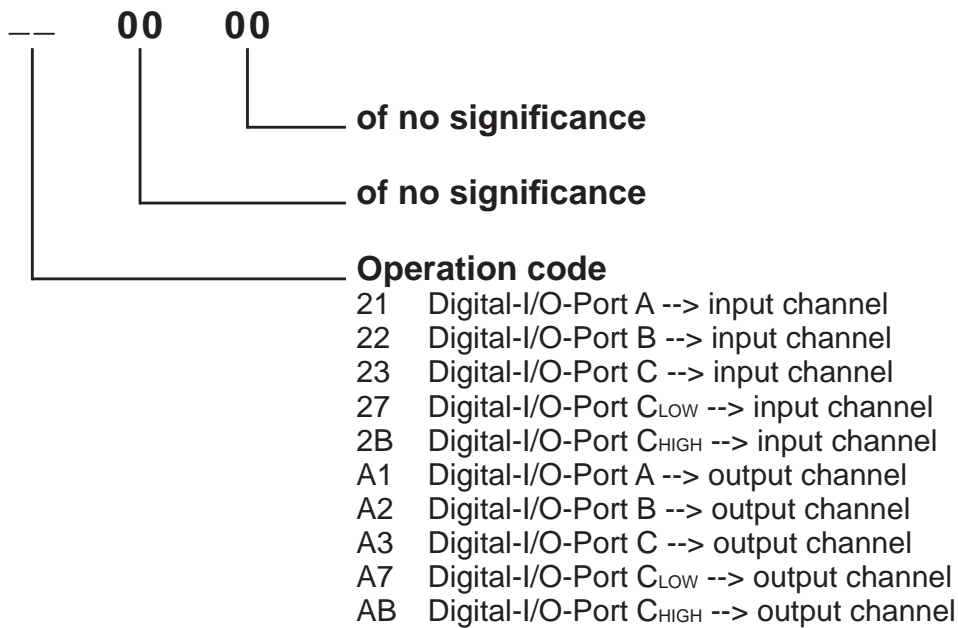 __ 00 00
of no significance
of no significance
Operation code
21 Digital-I/O-Port A --> input channel
22 Digital-I/O-Port B --> input channel
23 Digital-I/O-Port C --> input channel
27 Digital-I/O-Port CLOW --> input channel
2B Digital-I/O-Port CHIGH --> input channel
A1 Digital-I/O-Port A --> output channel
A2 Digital-I/O-Port B --> output channel
A3 Digital-I/O-Port C --> output channel
A7 Digital-I/O-Port CLOW --> output channel
AB Digital-I/O-Port CHIGH --> output channel